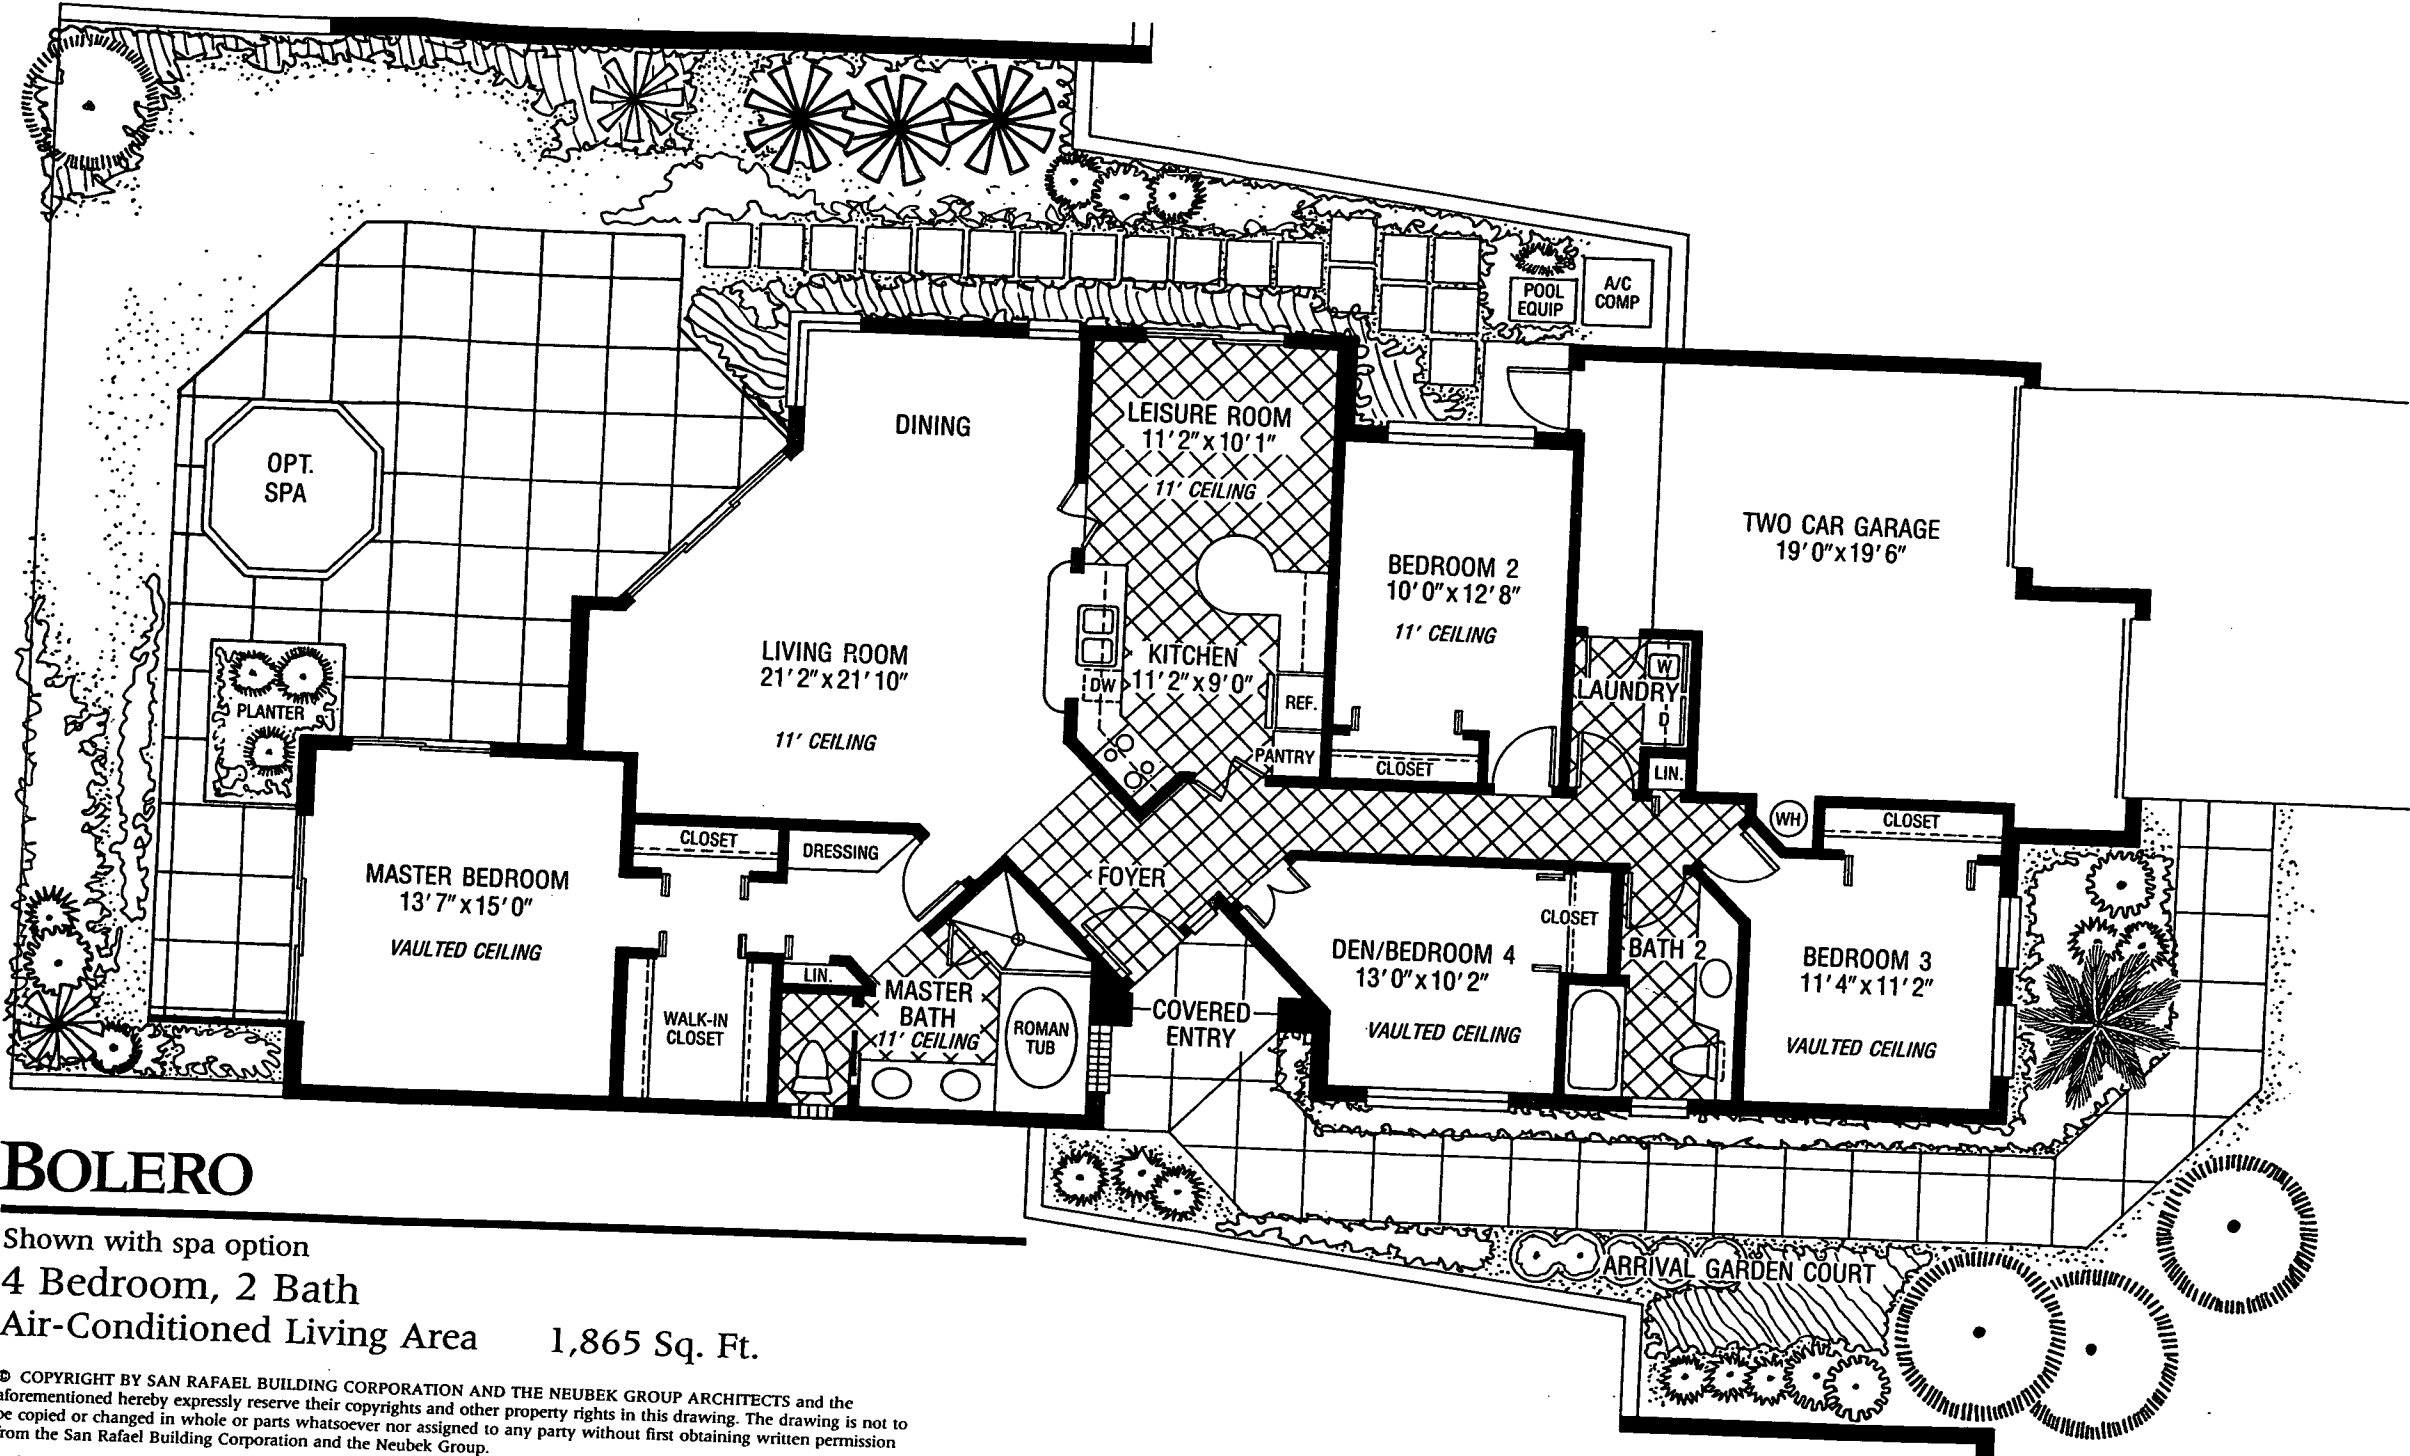 POOL
EQUIP
A/C
COMP
DINING
LEISURE ROOM
11'2"x10'1"
11' CEILING
OPT.
SPA
TWO CAR GARAGE
19'0"x19'6"
BEDROOM 2
10'0"x12'8"
11' CEILING
LIVING ROOM
21'2"x21'10"
11' CEILING
KITCHEN
11'2"x9'0"
DW
REF.
PANTRY
CLOSET
LAUNDRY
W
D
LIN.
WH
CLOSET
PLANTER
CLOSET
DRESSING
MASTER BEDROOM
13'7"x15'0"
VAULTED CEILING
FOYER
CLOSET
DEN/BEDROOM 4
13'0"x10'2"
VAULTED CEILING
BATH 2
BEDROOM 3
11'4"x11'2"
VAULTED CEILING
LIN.
MASTER
BATH
11' CEILING
WALK-IN
CLOSET
ROMAN
TUB
COVERED
ENTRY
ARRIVAL GARDEN COURT
BOLERO
Shown with spa option
4 Bedroom, 2 Bath
Air-Conditioned Living Area 1,865 Sq. Ft.
© COPYRIGHT BY SAN RAFAEL BUILDING CORPORATION AND THE NEUBEK GROUP ARCHITECTS and the
aforementioned hereby expressly reserve their copyrights and other property rights in this drawing. The drawing is not to
be copied or changed in whole or parts whatsoever nor assigned to any party without first obtaining written permission
from the San Rafael Building Corporation and the Neubek Group.